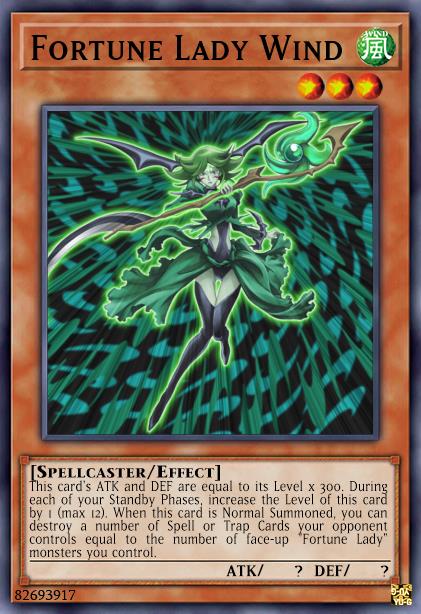 Fortune Lady Wind
WIND
風
[Spellcaster/Effect]
This card's ATK and DEF are equal to its Level x 300. During
each of your Standby Phases, increase the Level of this card
by 1 (max 12). When this card is Normal Summoned, you can
destroy a number of Spell or Trap Cards your opponent
controls equal to the number of face-up "Fortune Lady"
monsters you control.
ATK/ ? DEF/ ?
82693917